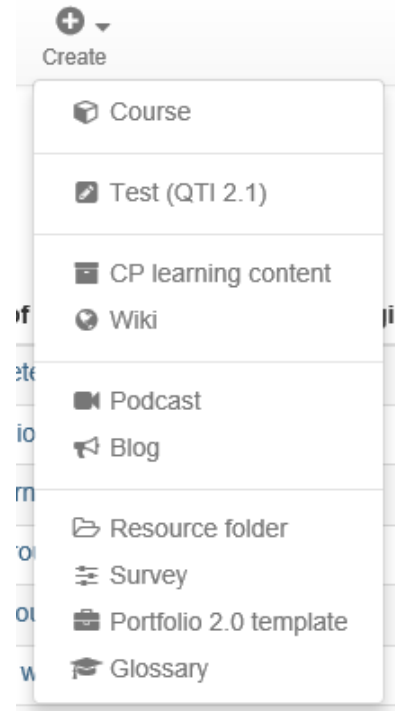 Create
Course
Test (QTI 2.1)
CP learning content
Wiki
Podcast
Blog
Resource folder
Survey
Portfolio 2.0 template
Glossary